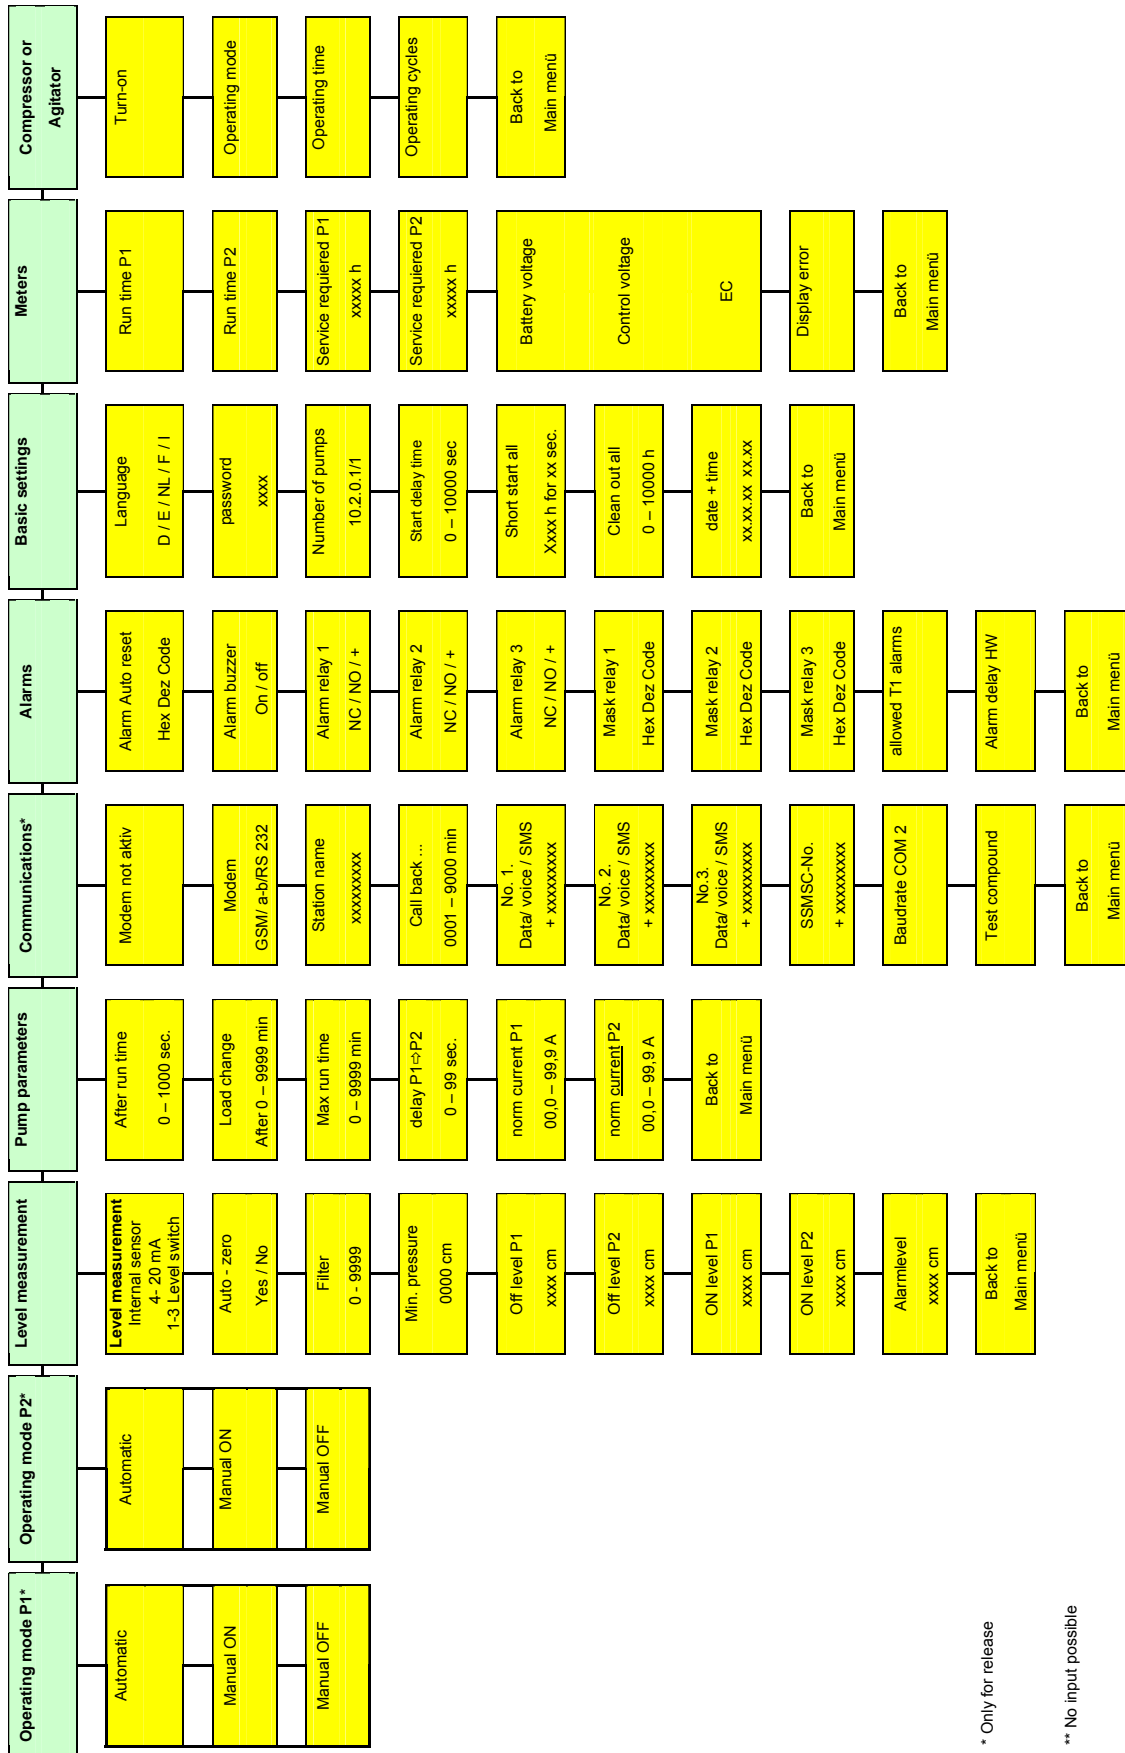 Operating mode P1*
Automatic
Manual ON
Manual OFF
Operating mode P2*
Automatic
Manual ON
Manual OFF
Level measurement
Level measurement
Internal sensor
4- 20 mA
1-3 Level switch
Auto - zero
Yes / No
Filter
0 - 9999
Min. pressure
0000 cm
Off level P1
xxxx cm
Off level P2
xxxx cm
ON level P1
xxxx cm
ON level P2
xxxx cm
Alarmlevel
xxxx cm
Back to
Main menü
Pump parameters
After run time
0 – 1000 sec.
Load change
After 0 – 9999 min
Max run time
0 – 9999 min
delay P1⇨P2
0 – 99 sec.
norm current P1
00,0 – 99,9 A
norm current P2
00,0 – 99,9 A
Back to
Main menü
Communications*
Modem not aktiv
Modem
GSM/ a-b/RS 232
Station name
xxxxxxxxx
Call back ...
0001 – 9000 min
No. 1.
Data/ voice / SMS
+ xxxxxxxxx
No. 2.
Data/ voice / SMS
+ xxxxxxxxx
No.3.
Data/ voice / SMS
+ xxxxxxxxx
SSMSC-No.
+ xxxxxxxxx
Baudrate COM 2
Test compound
Back to
Main menü
Alarms
Alarm Auto reset
Hex Dez Code
Alarm buzzer
On / off
Alarm relay 1
NC / NO / +
Alarm relay 2
NC / NO / +
Alarm relay 3
NC / NO / +
Mask relay 1
Hex Dez Code
Mask relay 2
Hex Dez Code
Mask relay 3
Hex Dez Code
allowed T1 alarms
Alarm delay HW
Back to
Main menü
Basic settings
Language
D / E / NL / F / I
password
xxxx
Number of pumps
10.2.0.1/1
Start delay time
0 – 10000 sec
Short start all
Xxxx h for xx sec.
Clean out all
0 – 10000 h
date + time
xx.xx.xx xx.xx
Back to
Main menü
Meters
Run time P1
Run time P2
Service requiered P1
xxxxx h
Service requiered P2
xxxxx h
Battery voltage
Control voltage
EC
Display error
Back to
Main menü
Compressor or
Agitator
Turn-on
Operating mode
Operating time
Operating cycles
Back to
Main menü
* Only for release
** No input possible